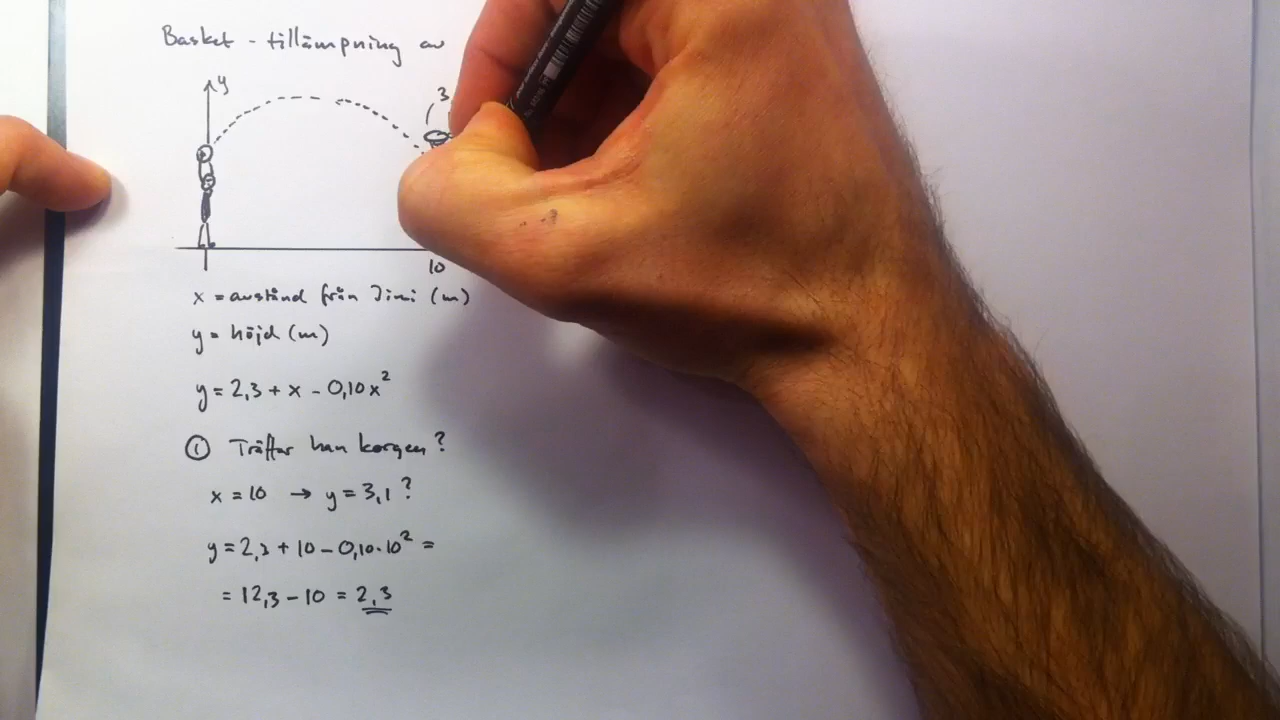 Basket - tillämpning av
y
3
10
x = avstånd från Jimi (m)
y = höjd (m)
y = 2,3 + x - 0,10x²
① Träffar han korgen?
x = 10 → y = 3,1 ?
y = 2,3 + 10 - 0,10·10² =
= 12,3 - 10 = 2,3